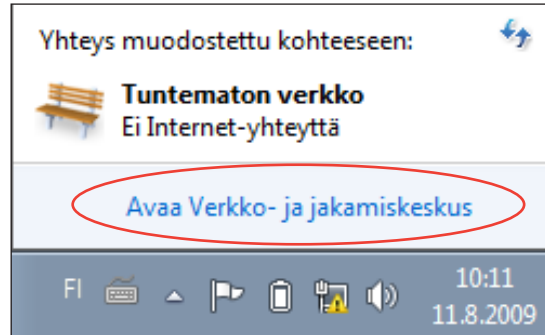 Yhteys muodostettu kohteeseen:
Tuntematon verkko
Ei Internet-yhteyttä
Avaa Verkko- ja jakamiskeskus
FI
10:11
11.8.2009